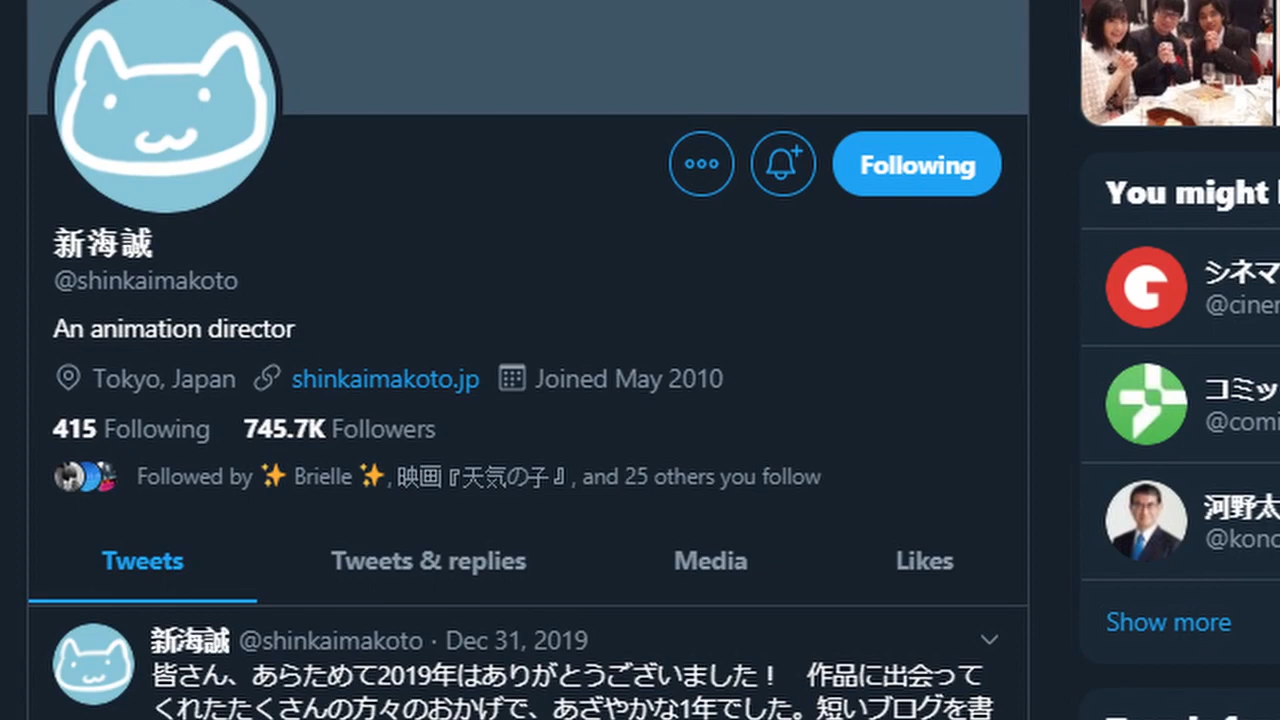 Following
新海誠
@shinkaimakoto
An animation director
Tokyo, Japan shinkaimakoto.jp Joined May 2010
415 Following 745.7K Followers
Followed by ✨ Brielle ✨, 映画『天気の子』, and 25 others you follow
Tweets Tweets & replies Media Likes
新海誠 @shinkaimakoto · Dec 31, 2019
皆さん、あらためて2019年はありがとうございました！　作品に出会って
くれたたくさんの方々のおかげで、あざやかな1年でした。短いブログを書
You might
シネマ
@ciner
コミッ
@comi
河野太
@kono
Show more